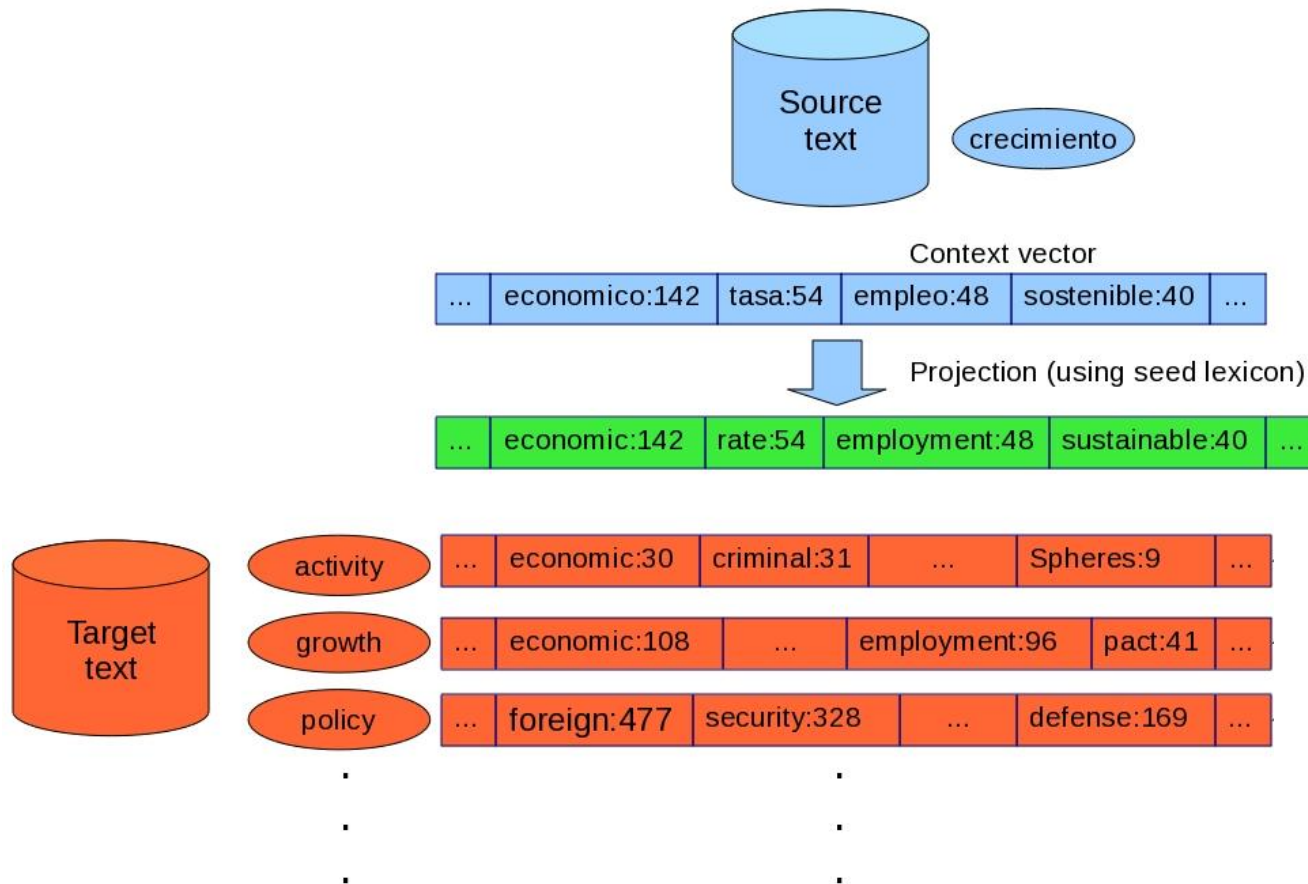 Source
text
crecimiento
Context vector
... economico:142 tasa:54 empleo:48 sostenible:40 ...
Projection (using seed lexicon)
... economic:142 rate:54 employment:48 sustainable:40 ...
Target
text
activity ... economic:30 criminal:31 ... Spheres:9 ...
growth ... economic:108 ... employment:96 pact:41 ...
policy ... foreign:477 security:328 ... defense:169 ...
. .
. .
. .